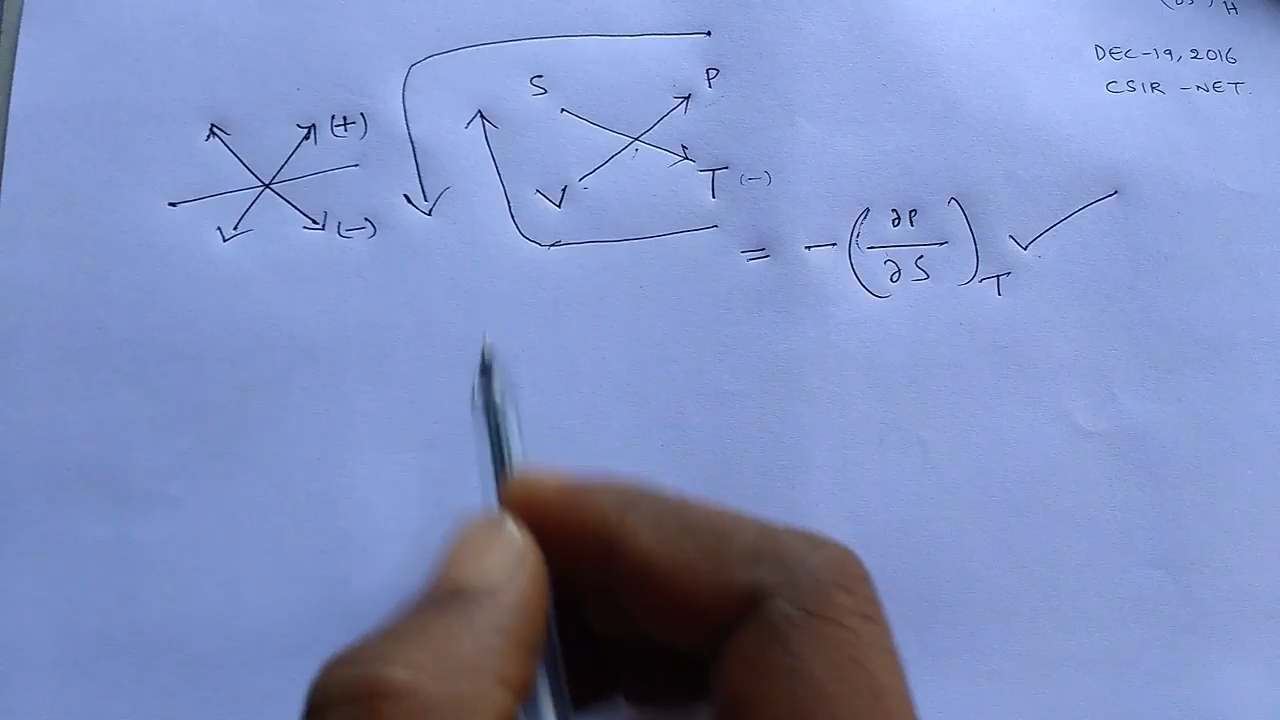 DEC-19, 2016
CSIR -NET.
S P
(+)
V T (-)
(-)
= - (∂P/∂S)T